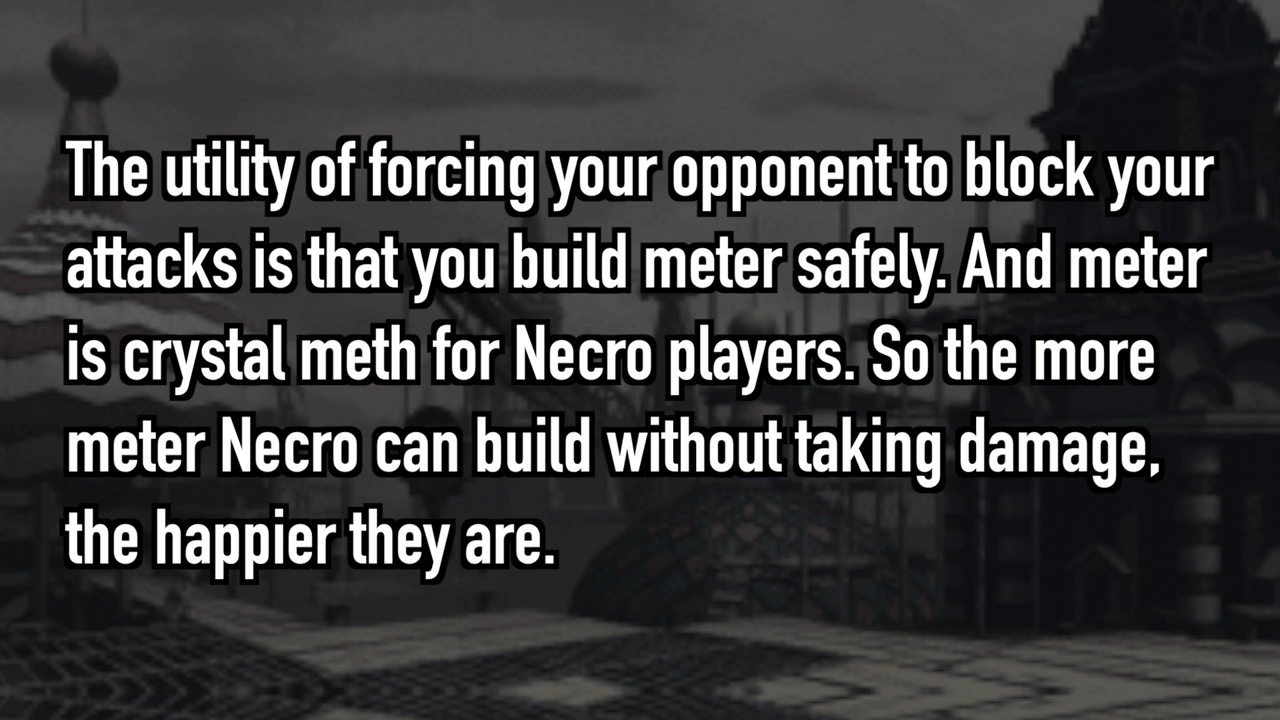 The utility of forcing your opponent to block your
attacks is that you build meter safely. And meter
is crystal meth for Necro players. So the more
meter Necro can build without taking damage,
the happier they are.